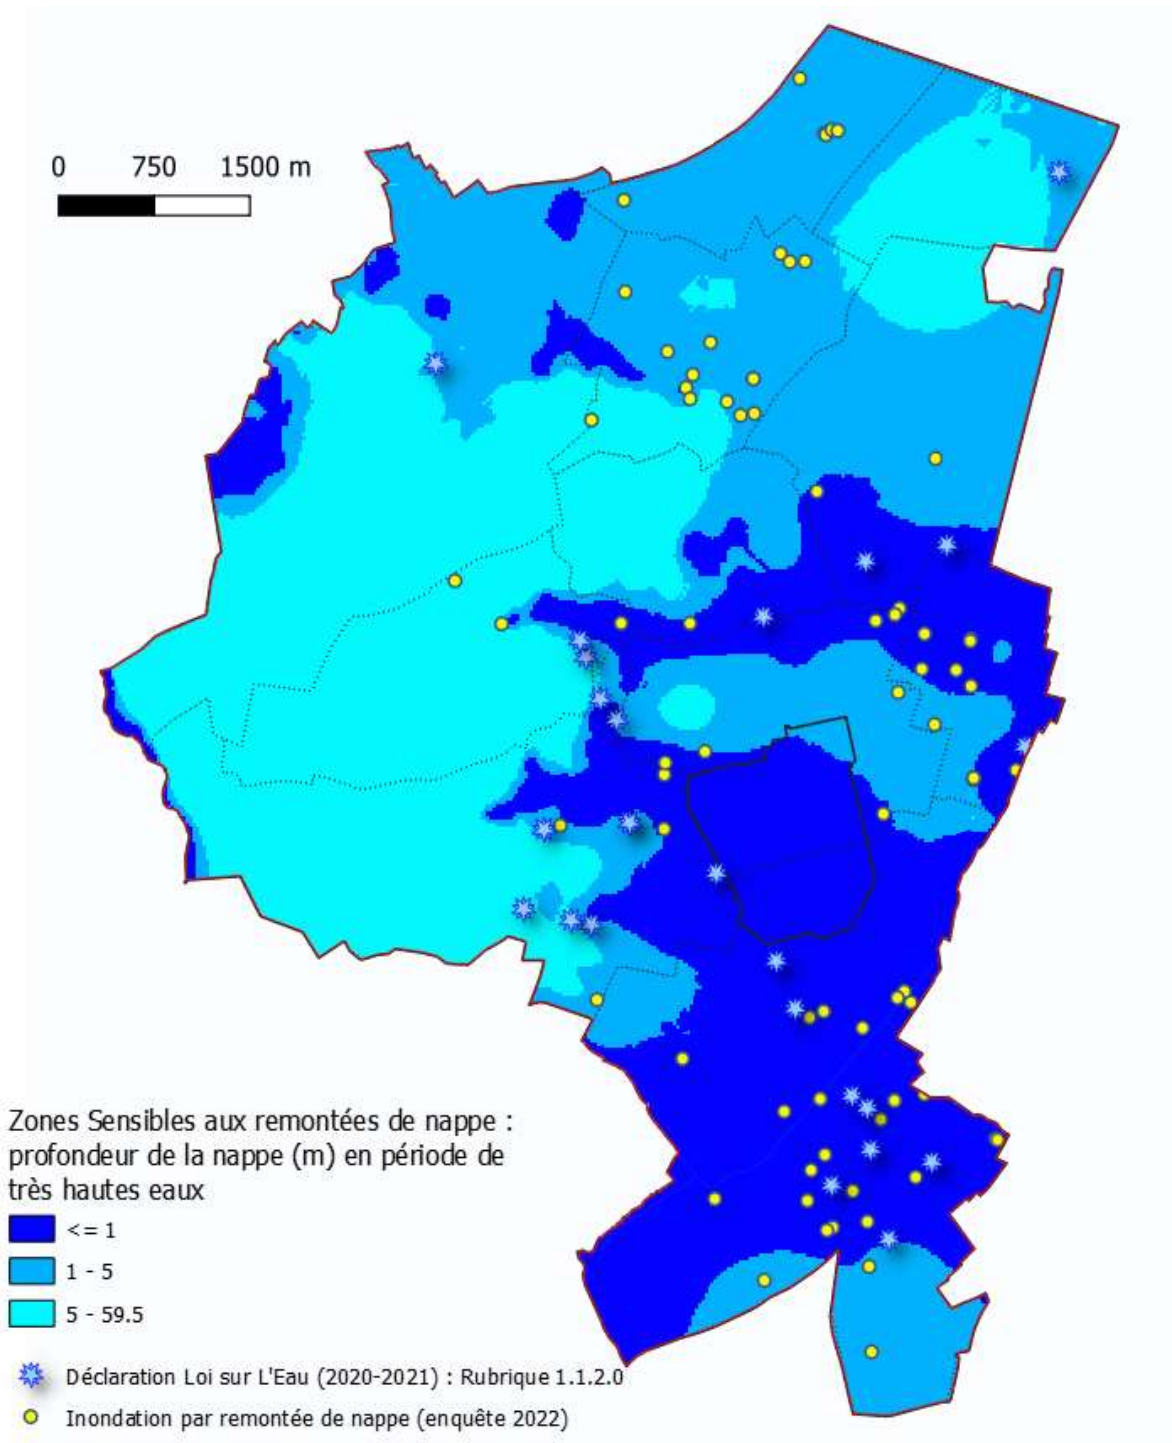 0 750 1500 m
Zones Sensibles aux remontées de nappe :
profondeur de la nappe (m) en période de
très hautes eaux
<= 1
1 - 5
5 - 59.5
Déclaration Loi sur L'Eau (2020-2021) : Rubrique 1.1.2.0
Inondation par remontée de nappe (enquête 2022)